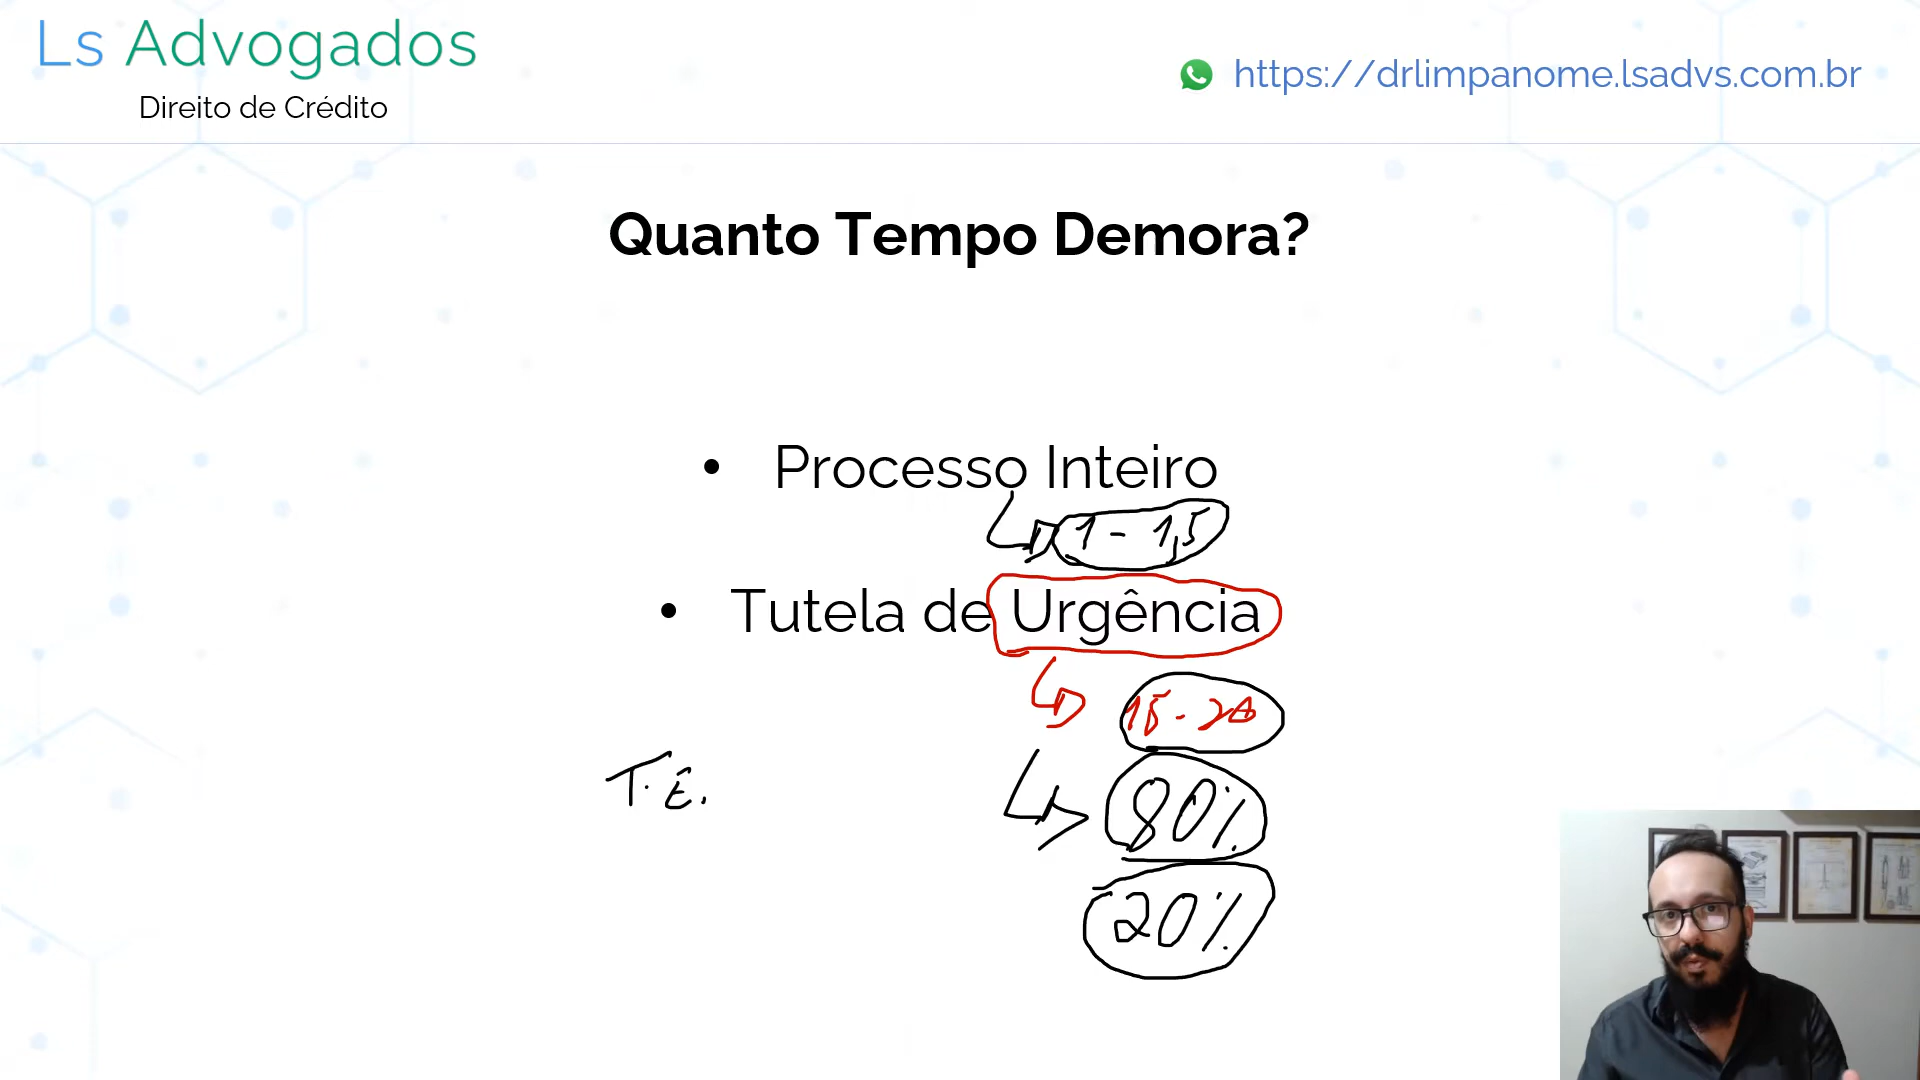 Ls Advogados
Direito de Crédito
https://drlimpanome.lsadvs.com.br
Quanto Tempo Demora?
• Processo Inteiro
1 - 1,5
• Tutela de Urgência
15 - 20
T.E.
80%
20%